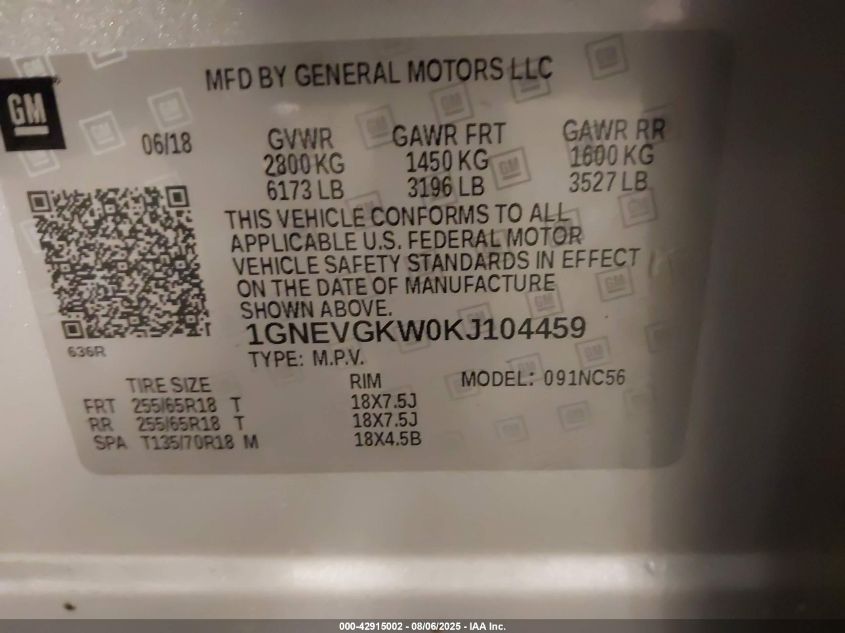 MFD BY GENERAL MOTORS LLC
GM
06/18 GVWR GAWR FRT GAWR RR
2800 KG 1450 KG 1600 KG
6173 LB 3196 LB 3527 LB
THIS VEHICLE CONFORMS TO ALL
APPLICABLE U.S. FEDERAL MOTOR
VEHICLE SAFETY STANDARDS IN EFFECT
ON THE DATE OF MANUFACTURE
SHOWN ABOVE.
1GNEVGKW0KJ104459
636R
TYPE: M.P.V.
TIRE SIZE RIM MODEL: 091NC56
FRT 255/65R18 T 18X7.5J
RR 255/65R18 T 18X7.5J
SPA T135/70R18 M 18X4.5B
000-42915002 - 08/06/2025 - IAA Inc.